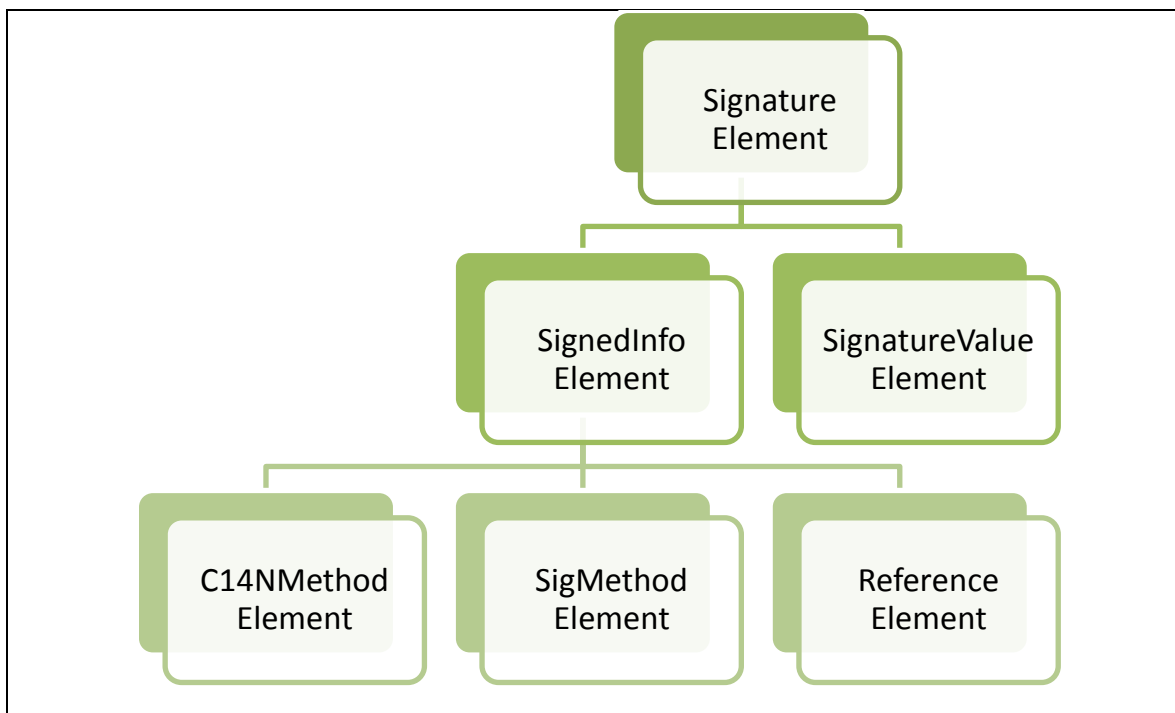 Signature
Element
SignedInfo
Element
SignatureValue
Element
C14NMethod
Element
SigMethod
Element
Reference
Element